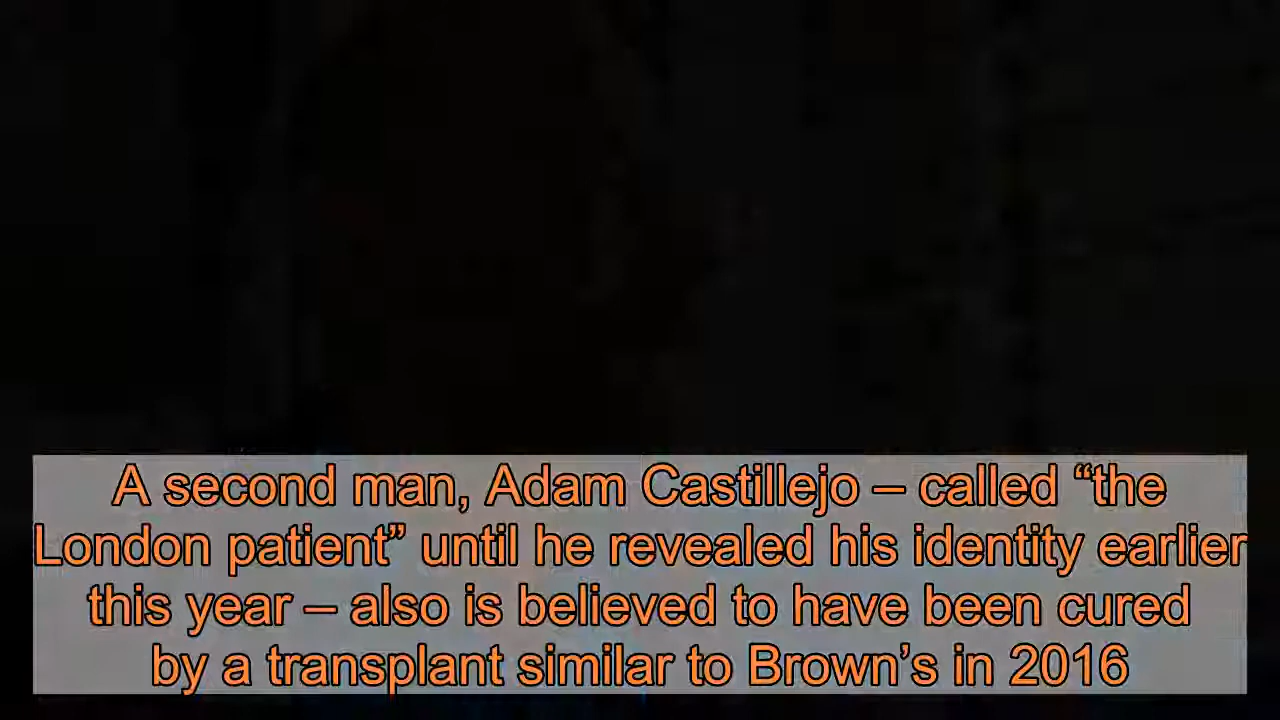 A second man, Adam Castillejo – called “the
London patient” until he revealed his identity earlier
this year – also is believed to have been cured
by a transplant similar to Brown’s in 2016